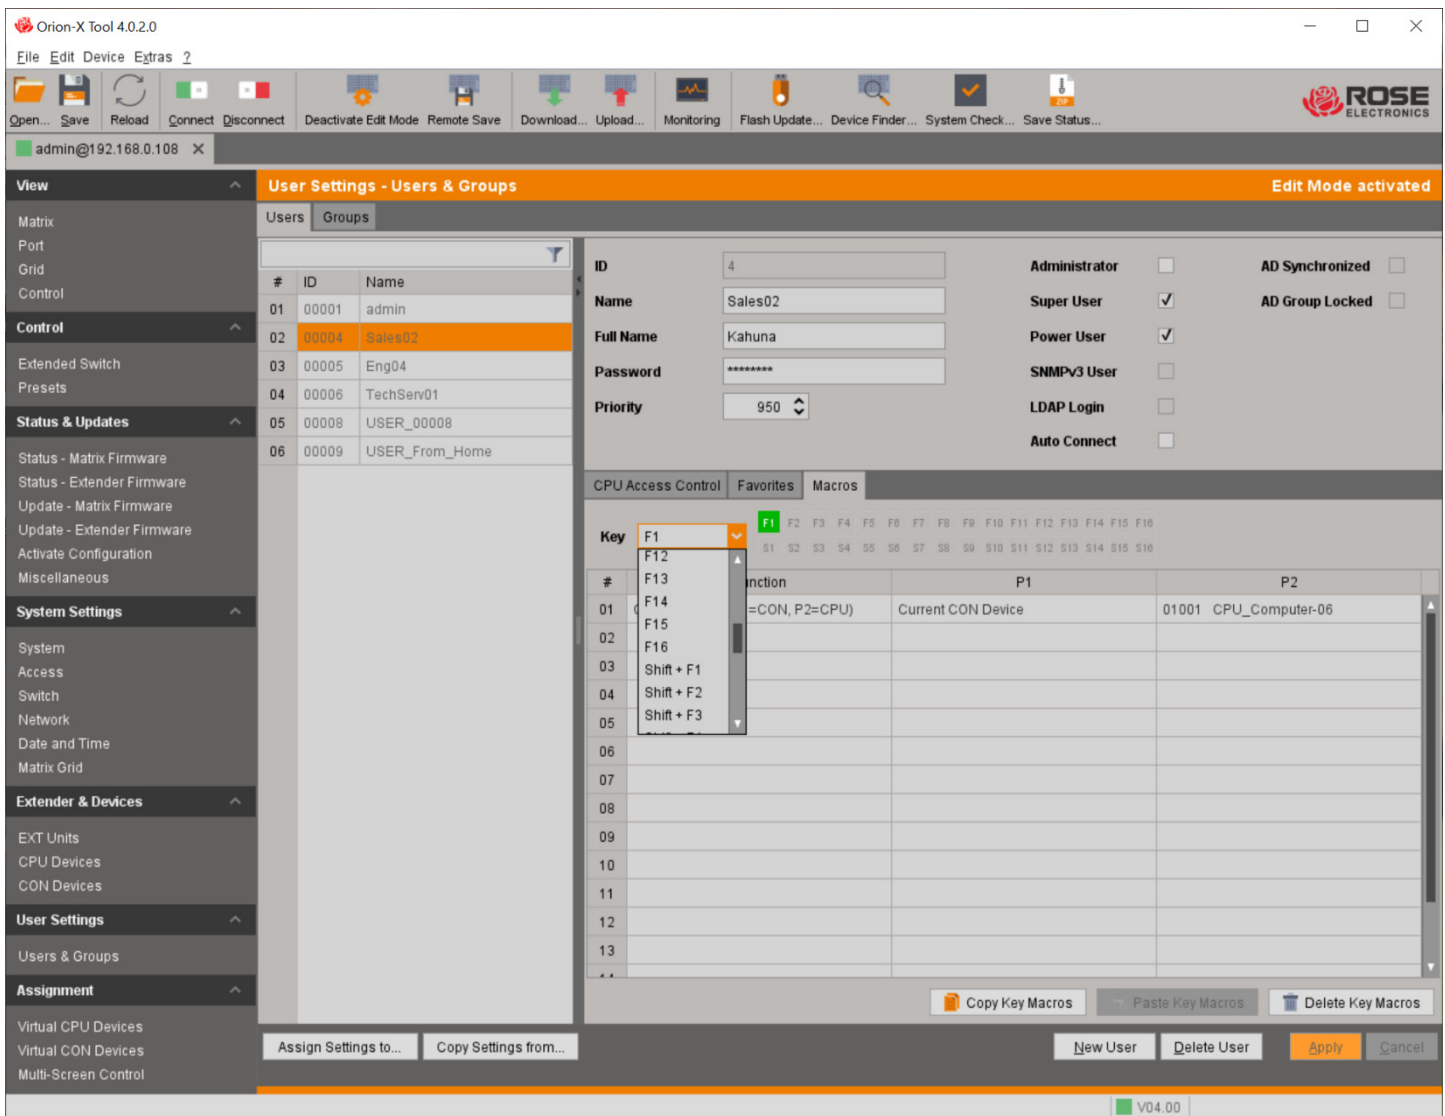 Orion-X Tool 4.0.2.0
File Edit Device Extras ?
Open... Save Reload Connect Disconnect Deactivate Edit Mode Remote Save Download... Upload... Monitoring Flash Update... Device Finder... System Check... ZIP Save Status...
ROSE
ELECTRONICS
admin@192.168.0.108
View
Matrix
Port
Grid
Control
Control
Extended Switch
Presets
Status & Updates
Status - Matrix Firmware
Status - Extender Firmware
Update - Matrix Firmware
Update - Extender Firmware
Activate Configuration
Miscellaneous
System Settings
System
Access
Switch
Network
Date and Time
Matrix Grid
Extender & Devices
EXT Units
CPU Devices
CON Devices
User Settings
Users & Groups
Assignment
Virtual CPU Devices
Virtual CON Devices
Multi-Screen Control
User Settings - Users & Groups Edit Mode activated
Users Groups
# ID Name
01 00001 admin
02 00004 Sales02
03 00005 Eng04
04 00006 TechServ01
05 00008 USER_00008
06 00009 USER_From_Home
ID 4 Administrator AD Synchronized
Name Sales02 Super User AD Group Locked
Full Name Kahuna Power User
Password ******** SNMPv3 User
Priority 950 LDAP Login
Auto Connect
CPU Access Control Favorites Macros
Key F1
F1 F2 F3 F4 F5 F6 F7 F8 F9 F10 F11 F12 F13 F14 F15 F16
S1 S2 S3 S4 S5 S6 S7 S8 S9 S10 S11 S12 S13 S14 S15 S16
F12
F13
F14
F15
F16
Shift + F1
Shift + F2
Shift + F3
# nction P1 P2
01 =CON, P2=CPU) Current CON Device 01001 CPU_Computer-06
02
03
04
05
06
07
08
09
10
11
12
13
Copy Key Macros Paste Key Macros Delete Key Macros
Assign Settings to... Copy Settings from... New User Delete User Apply Cancel
V04.00